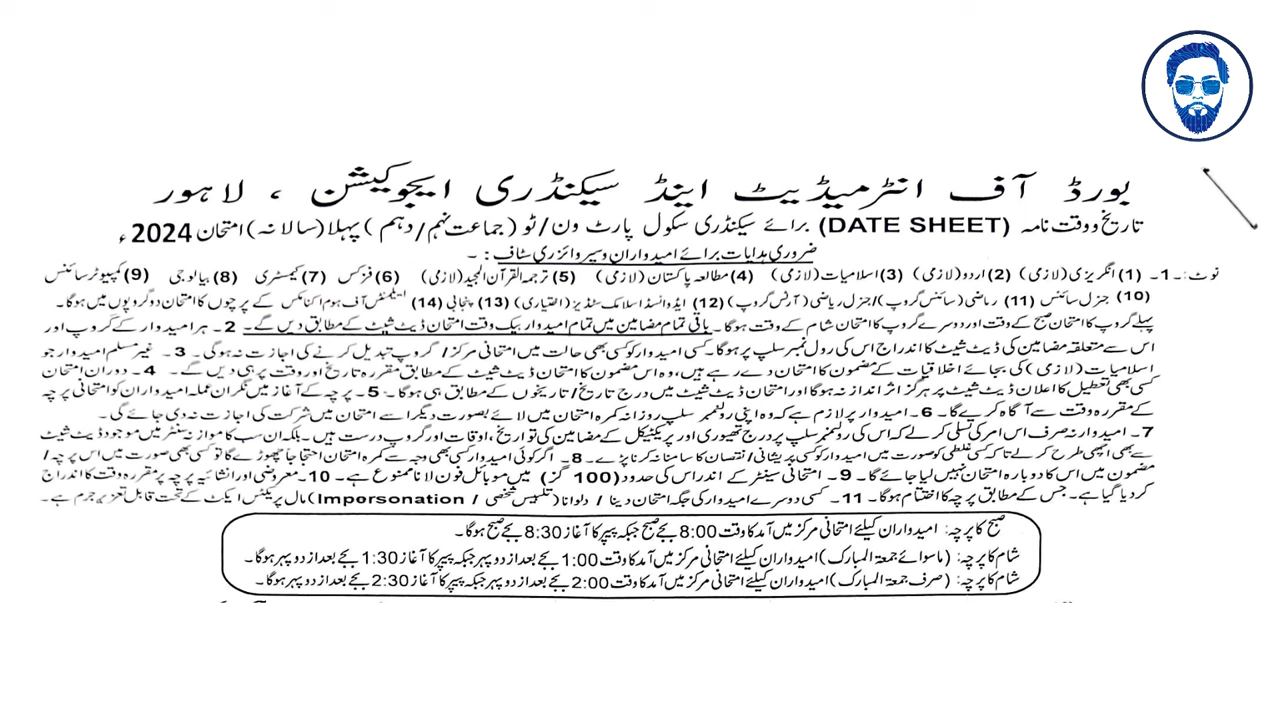 بورڈ آف انٹرمیڈیٹ اینڈ سیکنڈری ایجوکیشن ، لاہور
تاریخ و وقت نامہ (DATE SHEET) برائے سیکنڈری سکول پارٹ ون/ٹو (جماعت نہم/دہم) پہلا (سالانہ) امتحان 2024ء
ضروری ہدایات برائے امیدواران و سپروائزری سٹاف : ۔
نوٹ:۔1۔ (1) انگریزی (لازمی) (2) اردو (لازمی) (3) اسلامیات (لازمی) (4) مطالعہ پاکستان (لازمی) (5) ترجمۃ القرآن المجید (لازمی) (6) فزکس (7) کیمسٹری (8) بیالوجی (9) کمپیوٹر سائنس
(10) جنرل سائنس (11) ریاضی (سائنس گروپ)/جنرل ریاضی (آرٹس گروپ) (12) ایڈوانسڈ اسلامک سٹڈیز (اختیاری) (13) پنجابی (14) ایلیمنٹس آف ہوم اکنامکس کے پرچوں کا امتحان دو گروپوں میں ہوگا۔
پہلے گروپ کا امتحان صبح کے وقت اور دوسرے گروپ کا امتحان شام کے وقت ہوگا۔ باقی تمام مضامین میں تمام امیدوار بیک وقت امتحان ڈیٹ شیٹ کے مطابق دیں گے۔ 2۔ ہر امیدوار کے گروپ اور
اس سے متعلقہ مضامین کی ڈیٹ شیٹ کا اندراج اس کی رول نمبر سلپ پر ہوگا۔ کسی امیدوار کو کسی بھی حالت میں امتحانی مرکز/ گروپ تبدیل کرنے کی اجازت نہ ہوگی۔ 3۔ غیر مسلم امیدوار جو
اسلامیات (لازمی) کی بجائے اخلاقیات کے مضمون کا امتحان دے رہے ہیں، وہ اس مضمون کا امتحان ڈیٹ شیٹ کے مطابق مقررہ تاریخ اور وقت پر ہی دیں گے۔ 4۔ دوران امتحان
کسی بھی تعطیل کا اعلان ڈیٹ شیٹ پر ہرگز اثر انداز نہ ہوگا اور امتحان ڈیٹ شیٹ میں درج تاریخ/تاریخوں کے مطابق ہی ہوگا۔ 5۔ پرچہ کے آغاز میں نگران عملہ امیدواران کو امتحانی پرچہ
کے مقررہ وقت سے آگاہ کرے گا۔ 6۔ امیدوار پر لازم ہے کہ وہ اپنی رولنمبر سلپ روزانہ کمرہ امتحان میں لائے بصورت دیگر اسے امتحان میں شرکت کی اجازت نہ دی جائے گی۔
7۔ امیدوار نہ صرف اس امر کی تسلی کر لے کہ اس کی رولنمبر سلپ پر درج تھیوری اور پریکٹیکل کے مضامین کی تواریخ، اوقات اور گروپ درست ہیں۔ بلکہ ان سب کا موازنہ سنٹر میں موجود ڈیٹ شیٹ
سے بھی اچھی طرح کر لے تاکہ کسی غلطی کی صورت میں امیدوار کو کسی پریشانی/نقصان کا سامنا نہ کرنا پڑے۔ 8۔ اگر کوئی امیدوار کسی بھی وجہ سے کمرہ امتحان احتجاجاً چھوڑے گا تو کسی بھی صورت میں اس پرچہ/
مضمون میں اس کا دوبارہ امتحان نہیں لیا جائے گا۔ 9۔ امتحانی سینٹر کے اندر اس کی حدود (100 گز) میں موبائل فون لانا ممنوع ہے۔ 10۔ معروضی اور انشائیہ پرچہ پر مقررہ وقت کا اندراج
کر دیا گیا ہے۔ جس کے مطابق پرچہ کا اختتام ہوگا۔ 11۔ کسی دوسرے امیدوار کی جگہ امتحان دینا / دلوانا (تلبیس شخصی / Impersonation) مال پریکٹس ایکٹ کے تحت قابل تعزیر جرم ہے۔
صبح کا پرچہ: امیدواران کیلئے امتحانی مرکز میں آمد کا وقت 8:00 بجے صبح جبکہ پیپر کا آغاز 8:30 بجے صبح ہوگا۔
شام کا پرچہ: (ماسوائے جمعۃ المبارک) امیدواران کیلئے امتحانی مرکز میں آمد کا وقت 1:00 بجے بعد از دوپہر جبکہ پیپر کا آغاز 1:30 بجے بعد از دوپہر ہوگا۔
شام کا پرچہ: (صرف جمعۃ المبارک) امیدواران کیلئے امتحانی مرکز میں آمد کا وقت 2:00 بجے بعد از دوپہر جبکہ پیپر کا آغاز 2:30 بجے بعد از دوپہر ہوگا۔